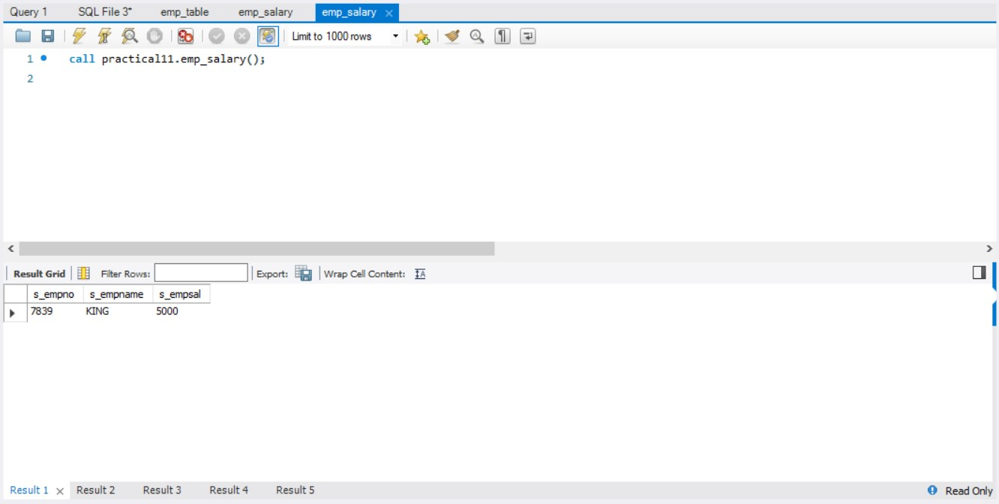 Query 1 SQL File 3* emp_table emp_salary emp_salary
Limit to 1000 rows
1 call practical11.emp_salary();
2
Result Grid Filter Rows: Export: Wrap Cell Content:
s_empno s_empname s_empsal
7839 KING 5000
Result 1 Result 2 Result 3 Result 4 Result 5 Read Only